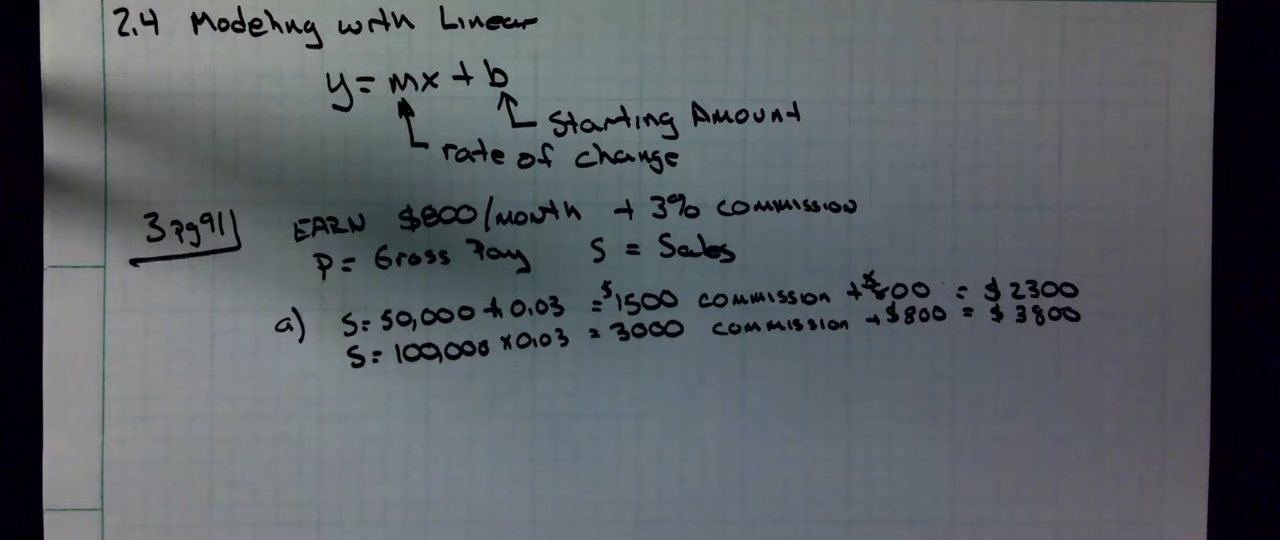 2.4 Modeling with Linear
y = mx + b
Starting Amount
rate of change
3 pg 91
EARN $800/MONTH + 3% COMMISSION
P = Gross Pay S = Sales
a) S = 50,000 × 0.03 = $1500 COMMISSION + $800 = $2300
S = 100,000 × 0.03 = 3000 COMMISSION + $800 = $3800